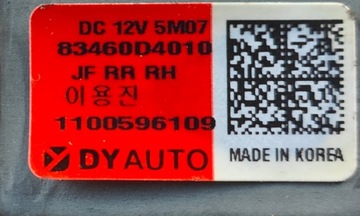 DC 12V 5M07
83460D4010
JF RR RH
이용진
1100596109
DYAUTO
MADE IN KOREA